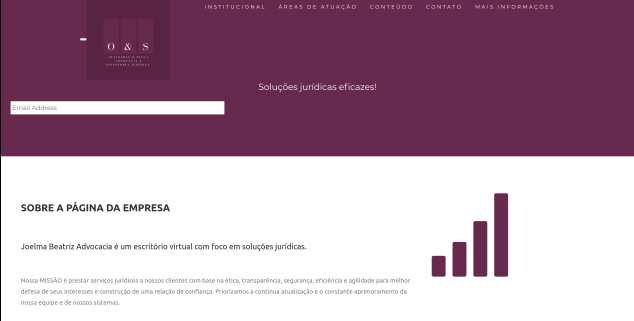 INSTITUCIONAL ÁREAS DE ATUAÇÃO CONTEÚDO CONTATO MAIS INFORMAÇÕES
O & S
ADVOCACIA E
ASSESSORIA JURÍDICA
Soluções jurídicas eficazes!
Email Address
SOBRE A PÁGINA DA EMPRESA
Joelma Beatriz Advocacia é um escritório virtual com foco em soluções jurídicas.
Nossa MISSÃO é prestar serviços jurídicos a nossos clientes com base na ética, transparência, segurança, eficiência e agilidade para melhor
defesa de seus interesses e construção de uma relação de confiança. Priorizamos a contínua atualização e o constante aprimoramento da
nossa equipe e de nossos sistemas.